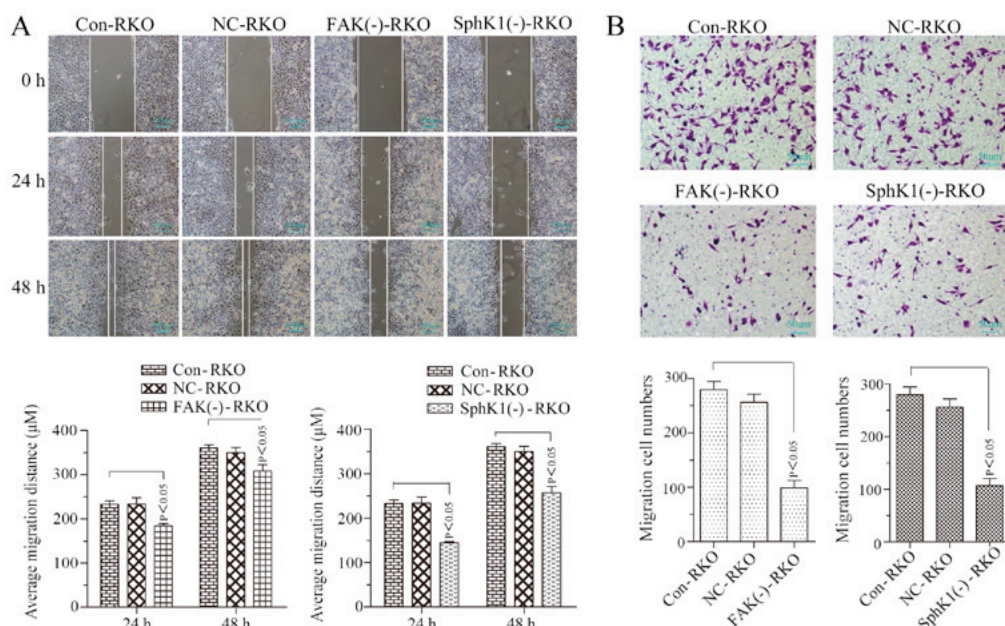 A
Con-RKO
NC-RKO
FAK(-)-RKO
SphK1(-)-RKO
0 h
24 h
48 h
Con-RKO
NC-RKO
FAK(-)-RKO
Average migration distance (μM)
400
300
200
100
0
P<0.05
P<0.05
24 h
48 h
Con-RKO
NC-RKO
SphK1(-)-RKO
Average migration distance (μM)
400
300
200
100
0
P<0.05
P<0.05
24 h
48 h
B
Con-RKO
NC-RKO
50um
50um
FAK(-)-RKO
SphK1(-)-RKO
50um
50um
Migration cell numbers
300
200
100
0
P<0.05
Con-RKO
NC-RKO
FAK(-)-RKO
Migration cell numbers
300
200
100
0
P<0.05
Con-RKO
NC-RKO
SphK1(-)-RKO